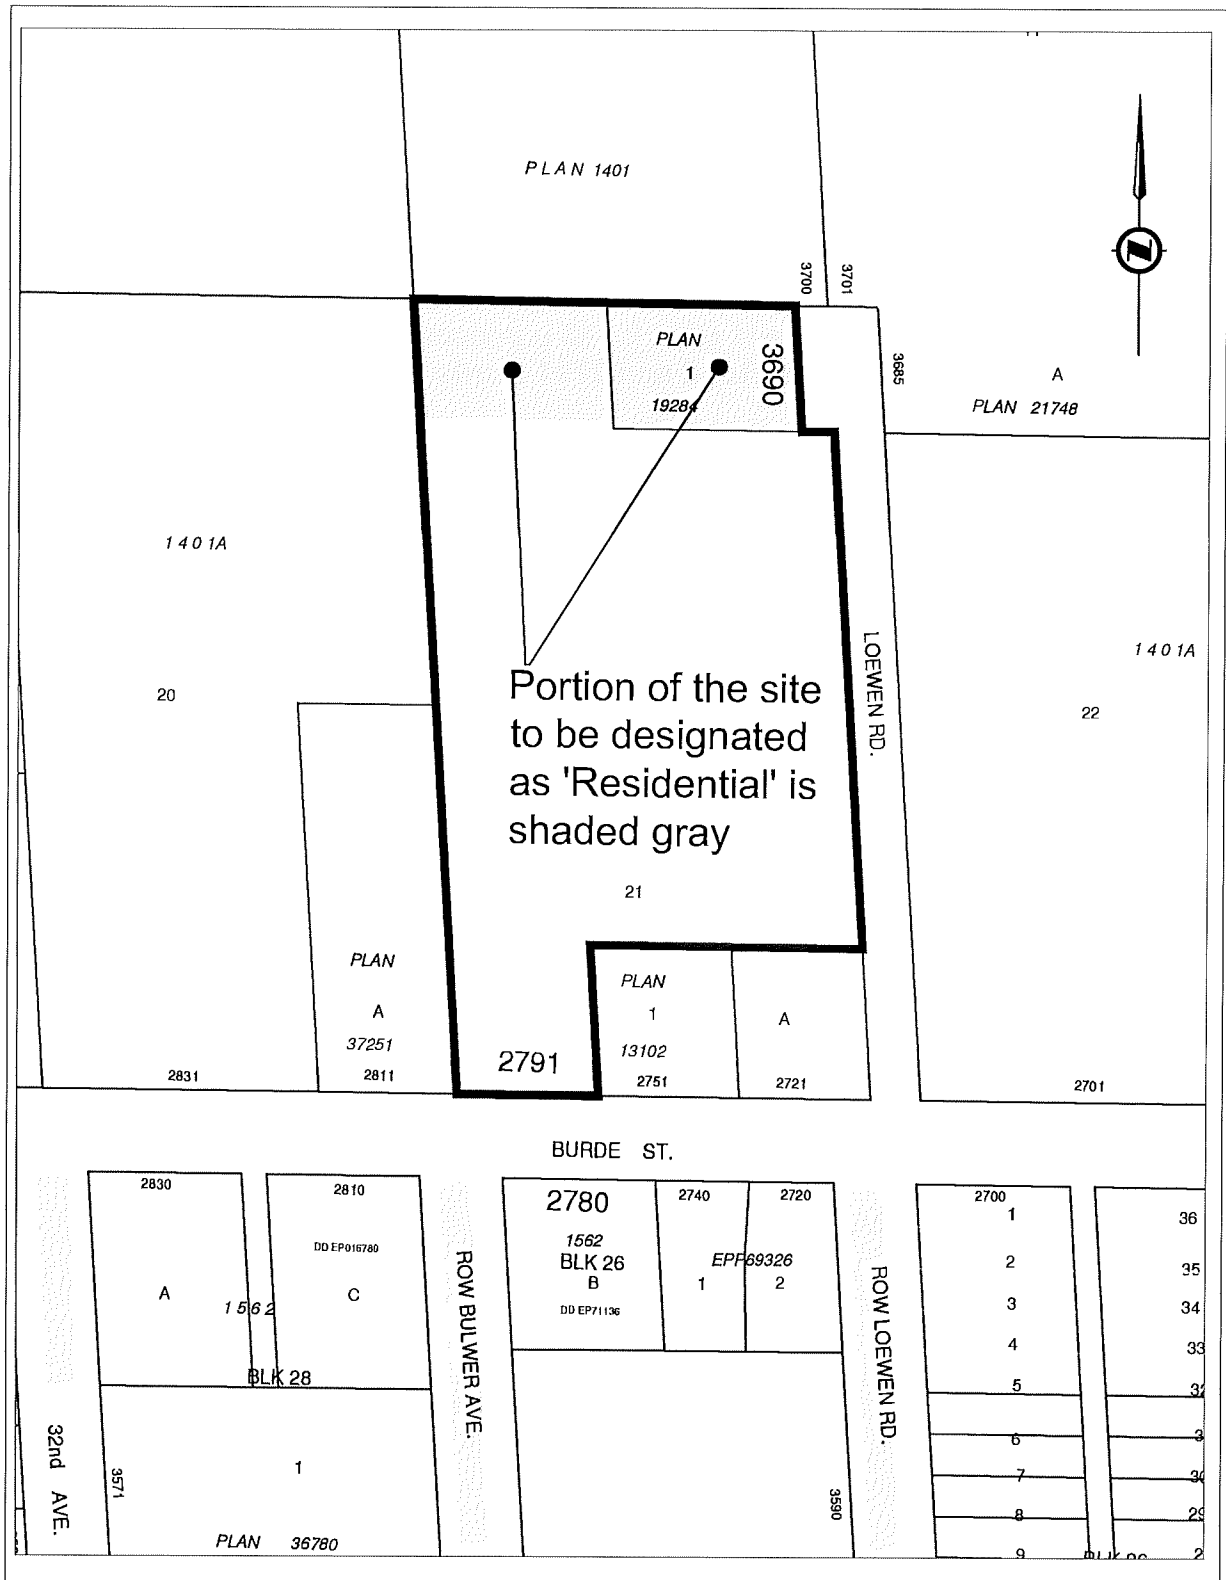 PLAN 1401
3700
3701
PLAN
1
19284
3690
3685
A
PLAN 21748
1401A
LOEWEN RD.
1401A
20
22
Portion of the site
to be designated
as 'Residential' is
shaded gray
21
PLAN
A
37251
2811
2831
2791
PLAN
1
13102
2751
A
2721
2701
BURDE ST.
2830
2810
2780
2740
2720
2700
DD EP016780
1562
BLK 26
B
DD EP71136
EPP69326
1
2
A
1562
C
BLK 28
ROW BULWER AVE.
ROW LOEWEN RD.
1
2
3
4
5
6
7
8
9
36
35
34
33
32nd AVE.
3571
1
PLAN 36780
3590